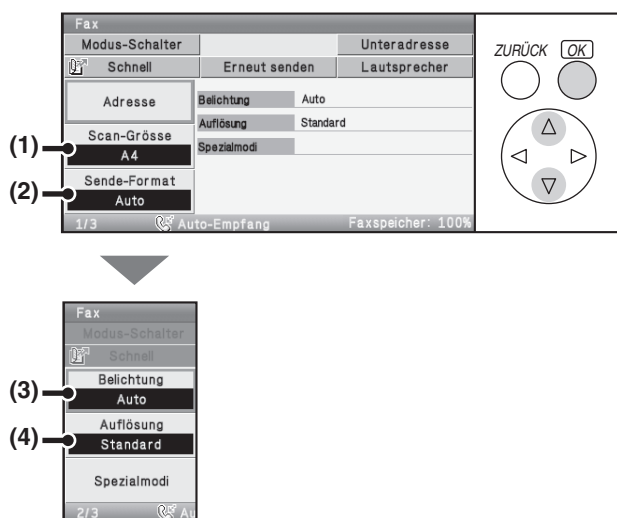 Fax
Modus-Schalter Unteradresse
Schnell Erneut senden Lautsprecher
Adresse
Belichtung Auto
Auflösung Standard
Spezialmodi
(1) Scan-Grösse
A4
(2) Sende-Format
Auto
1/3 Auto-Empfang Faxspeicher: 100%
ZURÜCK OK
Fax
Modus-Schalter
Schnell
(3) Belichtung
Auto
(4) Auflösung
Standard
Spezialmodi
2/3 Au